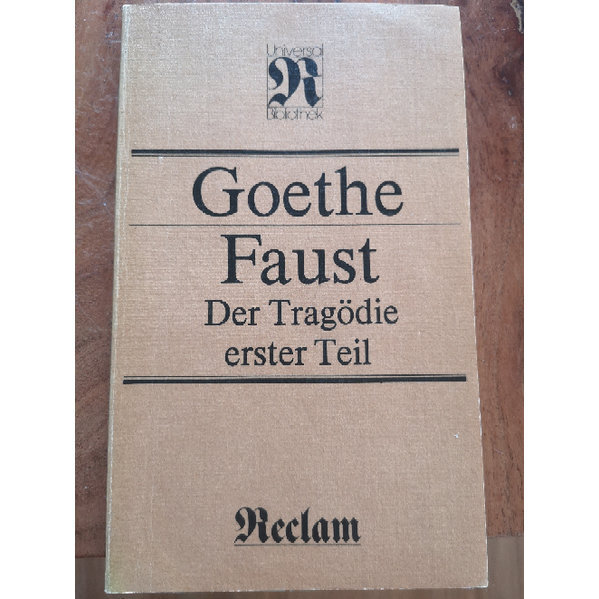 Universal
R
Bibliothek
Goethe
Faust
Der Tragödie
erster Teil
Reclam